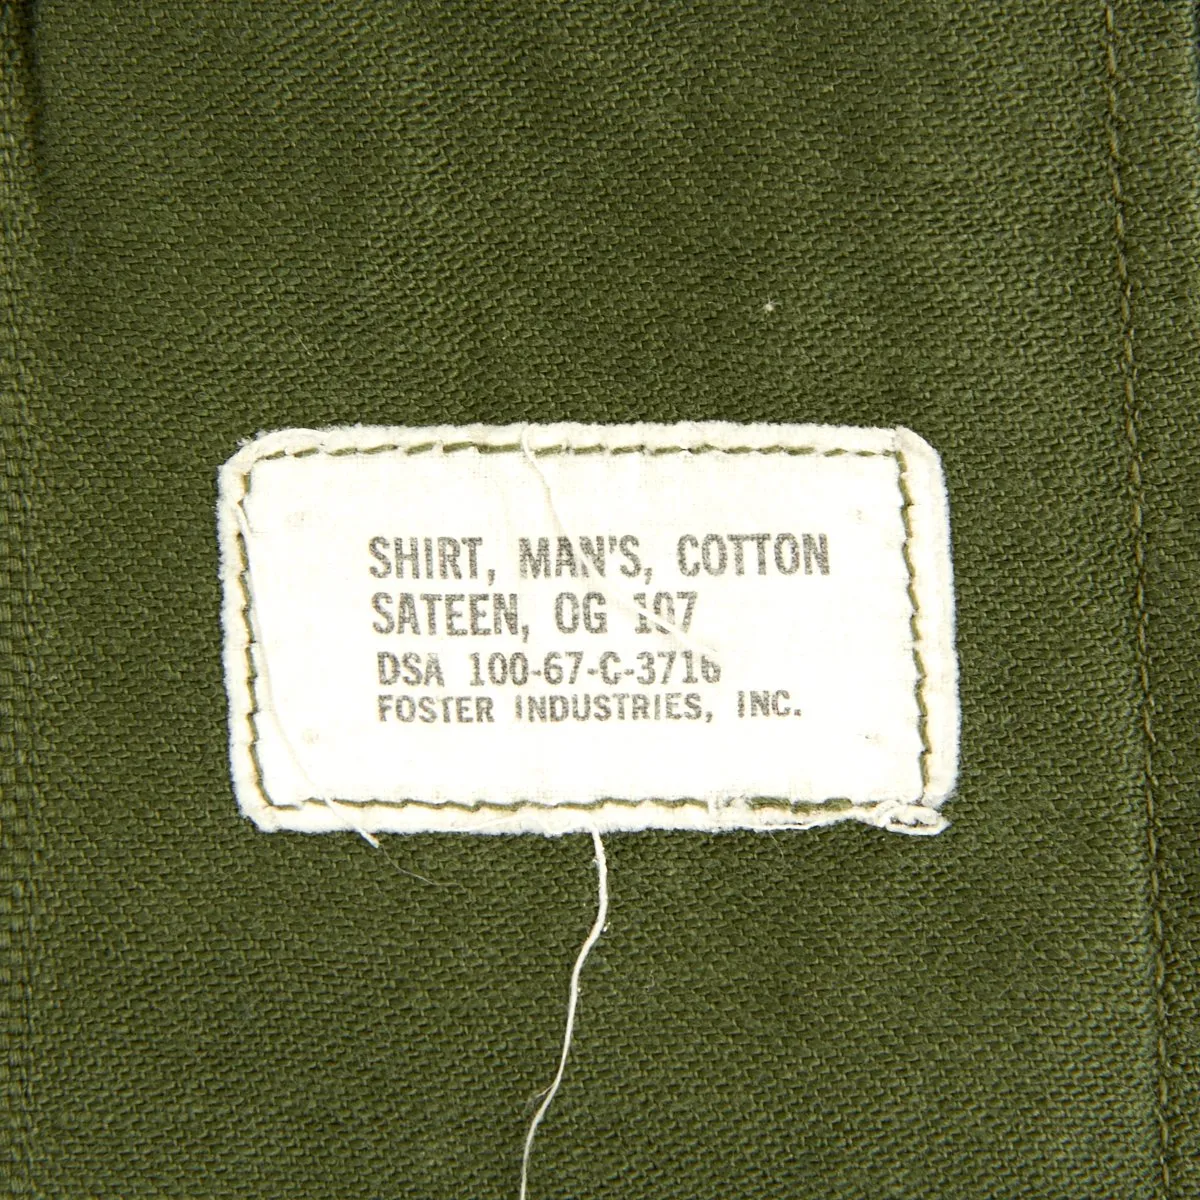 SHIRT, MAN'S, COTTON
SATEEN, OG 107
DSA 100-67-C-3716
FOSTER INDUSTRIES, INC.